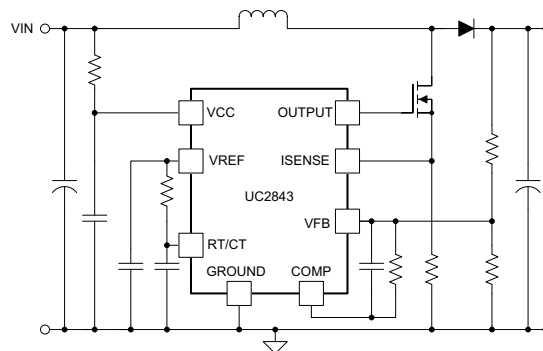 VIN
VCC
OUTPUT
VREF
ISENSE
UC2843
VFB
RT/CT
GROUND
COMP